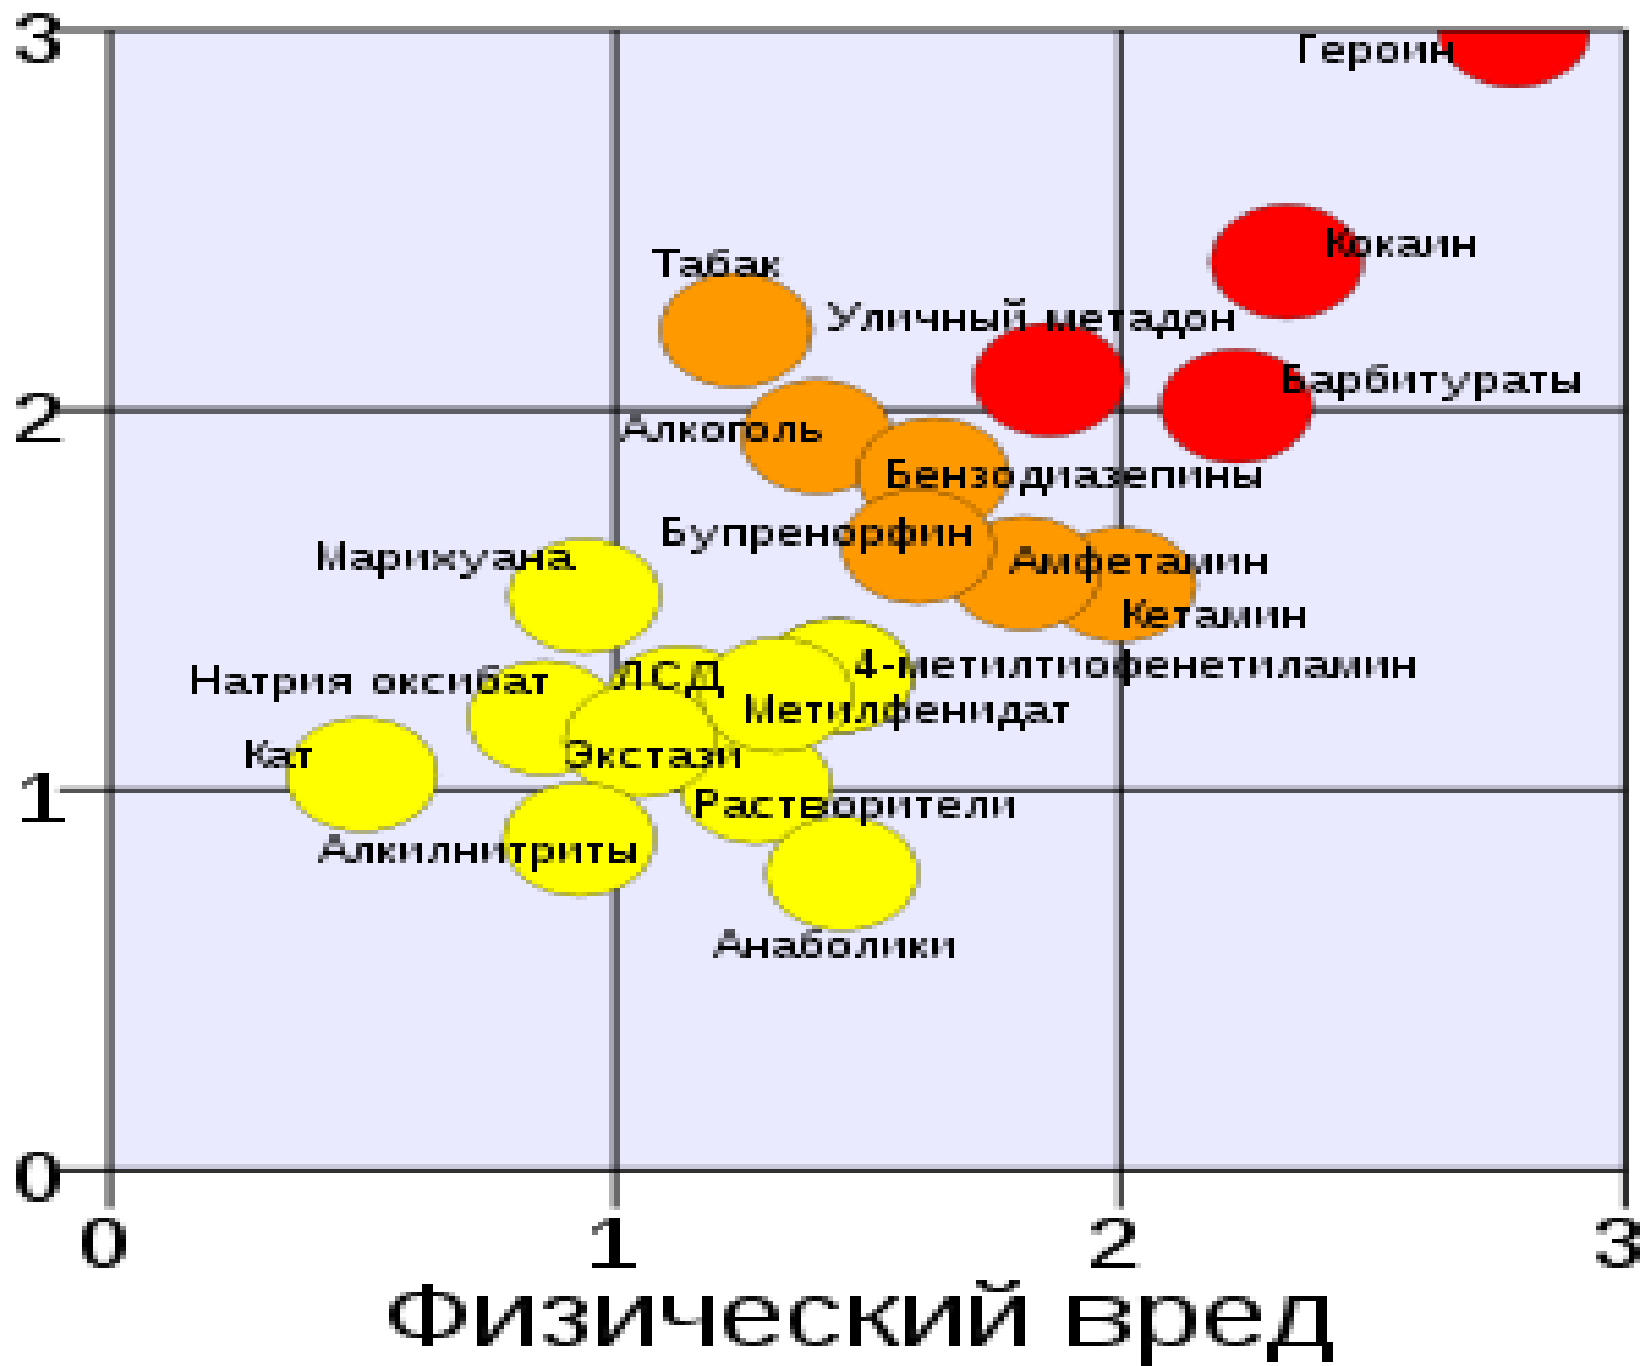 3
Героин
Кокаин
Табак
Уличный метадон
Барбитураты
2
Алкоголь
Бензодиазепины
Бупренорфин
Марихуана
Амфетамин
Кетамин
4-метилтиофенетиламин
Натрия оксибат
ЛСД
Метилфенидат
Кат
Экстази
1
Растворители
Алкилнитриты
Анаболики
0
0 1 2 3
Физический вред